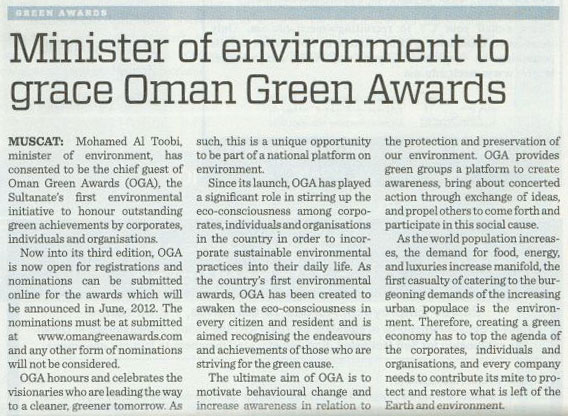 GREEN AWARDS
Minister of environment to
grace Oman Green Awards
MUSCAT: Mohamed Al Toobi,
minister of environment, has
consented to be the chief guest of
Oman Green Awards (OGA), the
Sultanate's first environmental
initiative to honour outstanding
green achievements by corporates,
individuals and organisations.
Now into its third edition, OGA
is now open for registrations and
nominations can be submitted
online for the awards which will
be announced in June, 2012. The
nominations must be at submitted
at www.omangreenawards.com
and any other form of nominations
will not be considered.
OGA honours and celebrates the
visionaries who are leading the way
to a cleaner, greener tomorrow. As
such, this is a unique opportunity
to be part of a national platform on
environment.
Since its launch, OGA has played
a significant role in stirring up the
eco-consciousness among corpo-
rates, individuals and organisations
in the country in order to incor-
porate sustainable environmental
practices into their daily life. As
the country's first environmental
awards, OGA has been created to
awaken the eco-consciousness in
every citizen and resident and is
aimed recognising the endeavours
and achievements of those who are
striving for the green cause.
The ultimate aim of OGA is to
motivate behavioural change and
increase awareness in relation to
the protection and preservation of
our environment. OGA provides
green groups a platform to create
awareness, bring about concerted
action through exchange of ideas,
and propel others to come forth and
participate in this social cause.
As the world population increas-
es, the demand for food, energy,
and luxuries increase manifold, the
first casualty of catering to the bur-
geoning demands of the increasing
urban populace is the environ-
ment. Therefore, creating a green
economy has to top the agenda of
the corporates, individuals and
organisations, and every company
needs to contribute its mite to pro-
tect and restore what is left of the
Earth and environment.